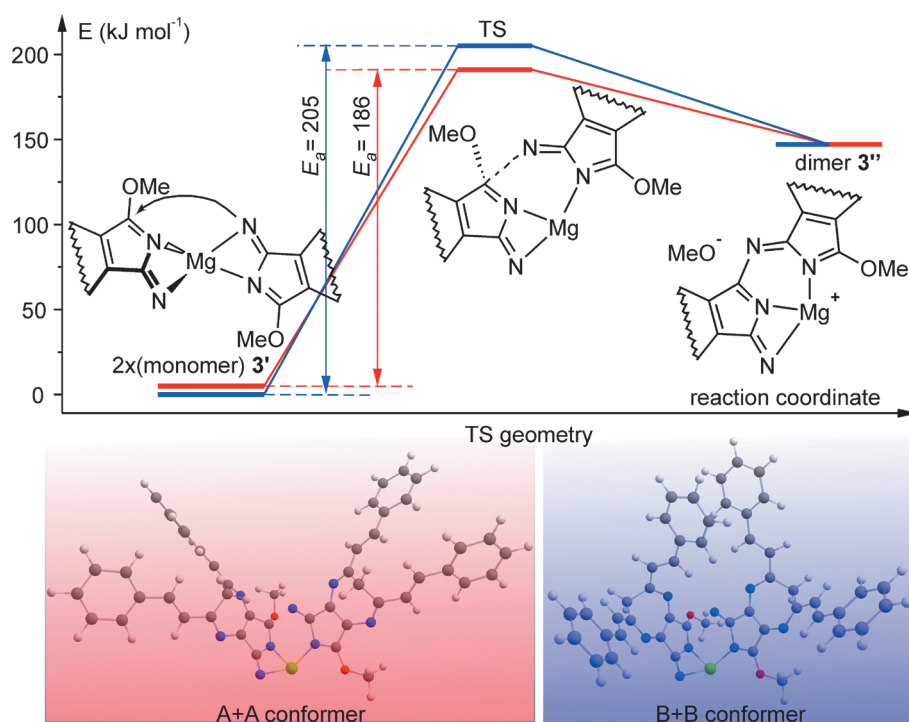 E (kJ mol⁻¹)
TS
200
150
100
50
0
Eₐ = 205
Eₐ = 186
OMe
N
N
Mg
N
N
MeO
2x(monomer) 3'
MeO
N
N
N
Mg
N
OMe
dimer 3''
MeO⁻
N
N
OMe
N
Mg⁺
N
reaction coordinate
TS geometry
A+A conformer
B+B conformer